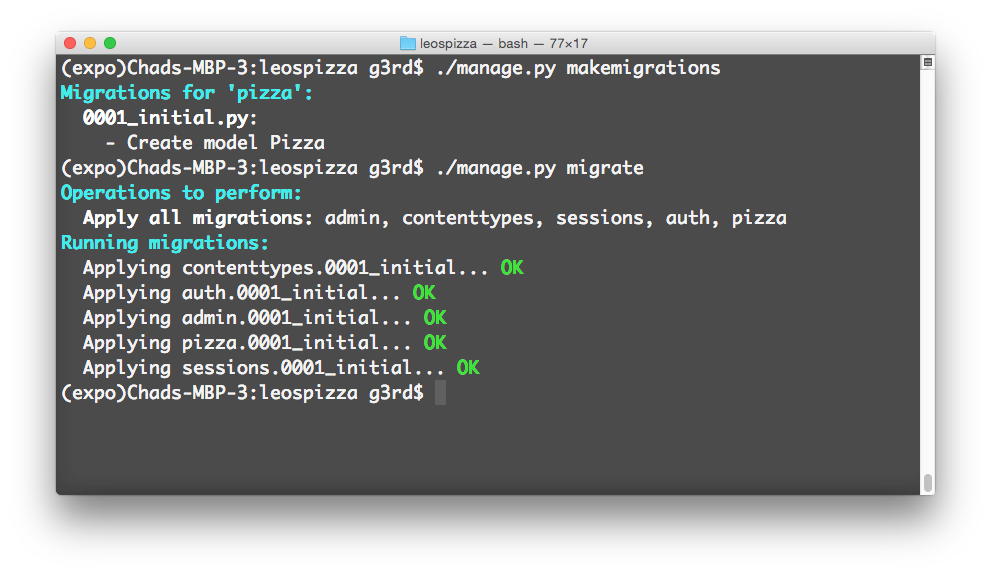 leospizza — bash — 77×17
(expo)Chads-MBP-3:leospizza g3rd$ ./manage.py makemigrations
Migrations for 'pizza':
  0001_initial.py:
    - Create model Pizza
(expo)Chads-MBP-3:leospizza g3rd$ ./manage.py migrate
Operations to perform:
  Apply all migrations: admin, contenttypes, sessions, auth, pizza
Running migrations:
  Applying contenttypes.0001_initial... OK
  Applying auth.0001_initial... OK
  Applying admin.0001_initial... OK
  Applying pizza.0001_initial... OK
  Applying sessions.0001_initial... OK
(expo)Chads-MBP-3:leospizza g3rd$